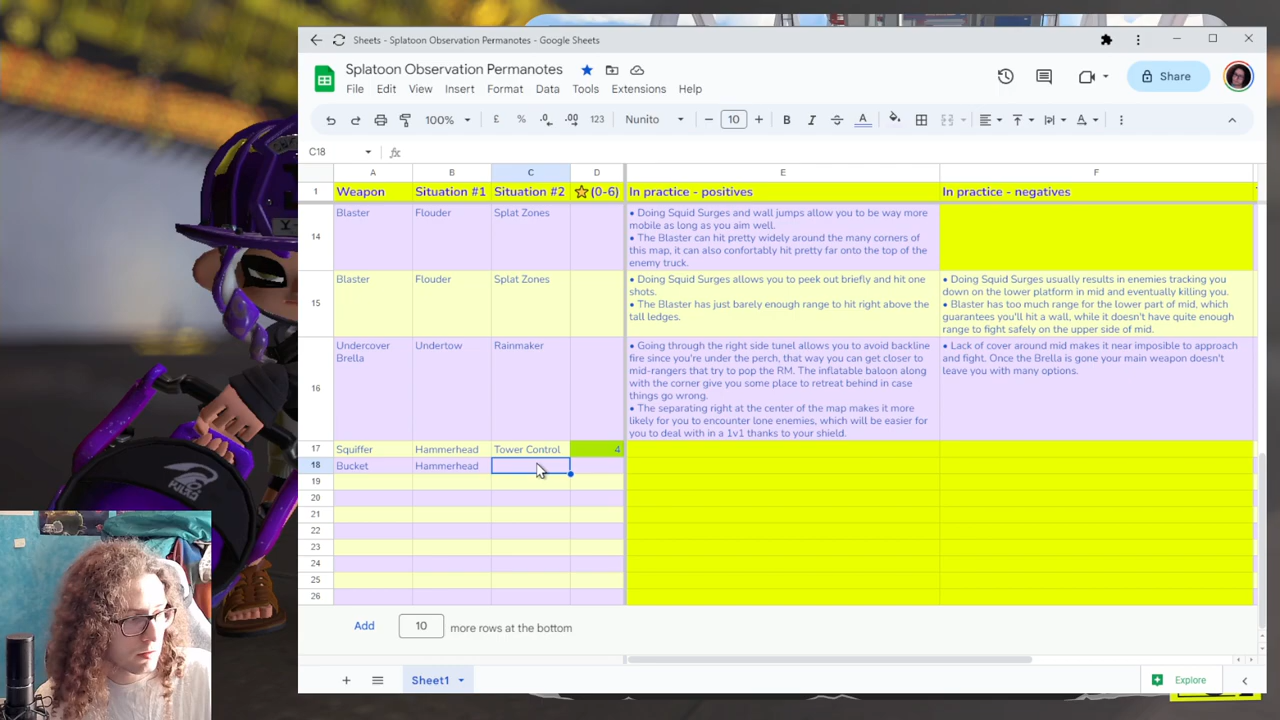 Sheets - Splatoon Observation Permanotes - Google Sheets
Splatoon Observation Permanotes
File Edit View Insert Format Data Tools Extensions Help
Share
100% £ % .0 .00 123 Nunito 10 B I A
C18 fx
A B C D E F
1 Weapon Situation #1 Situation #2 (0-6) In practice - positives In practice - negatives
14 Blaster Flouder Splat Zones
• Doing Squid Surges and wall jumps allow you to be way more
mobile as long as you aim well.
• The Blaster can hit pretty widely around the many corners of
this map, it can also confortably hit pretty far onto the top of the
enemy truck.
15 Blaster Flouder Splat Zones
• Doing Squid Surges allows you to peek out briefly and hit one
shots.
• The Blaster has just barely enough range to hit right above the
tall ledges.
• Doing Squid Surges usually results in enemies tracking you
down on the lower platform in mid and eventually killing you.
• Blaster has too much range for the lower part of mid, which
guarantees you'll hit a wall, while it doesn't have quite enough
range to fight safely on the upper side of mid.
16 Undercover Brella Undertow Rainmaker
• Going through the right side tunel allows you to avoid backline
fire since you're under the perch, that way you can get closer to
mid-rangers that try to pop the RM. The inflatable baloon along
with the corner give you some place to retreat behind in case
things go wrong.
• The separating right at the center of the map makes it more
likely for you to encounter lone enemies, which will be easier for
you to deal with in a 1v1 thanks to your shield.
• Lack of cover around mid makes it near imposible to approach
and fight. Once the Brella is gone your main weapon doesn't
leave you with many options.
17 Squiffer Hammerhead Tower Control 4
18 Bucket Hammerhead
19
20
21
22
23
24
25
26
Add 10 more rows at the bottom
Sheet1
Explore